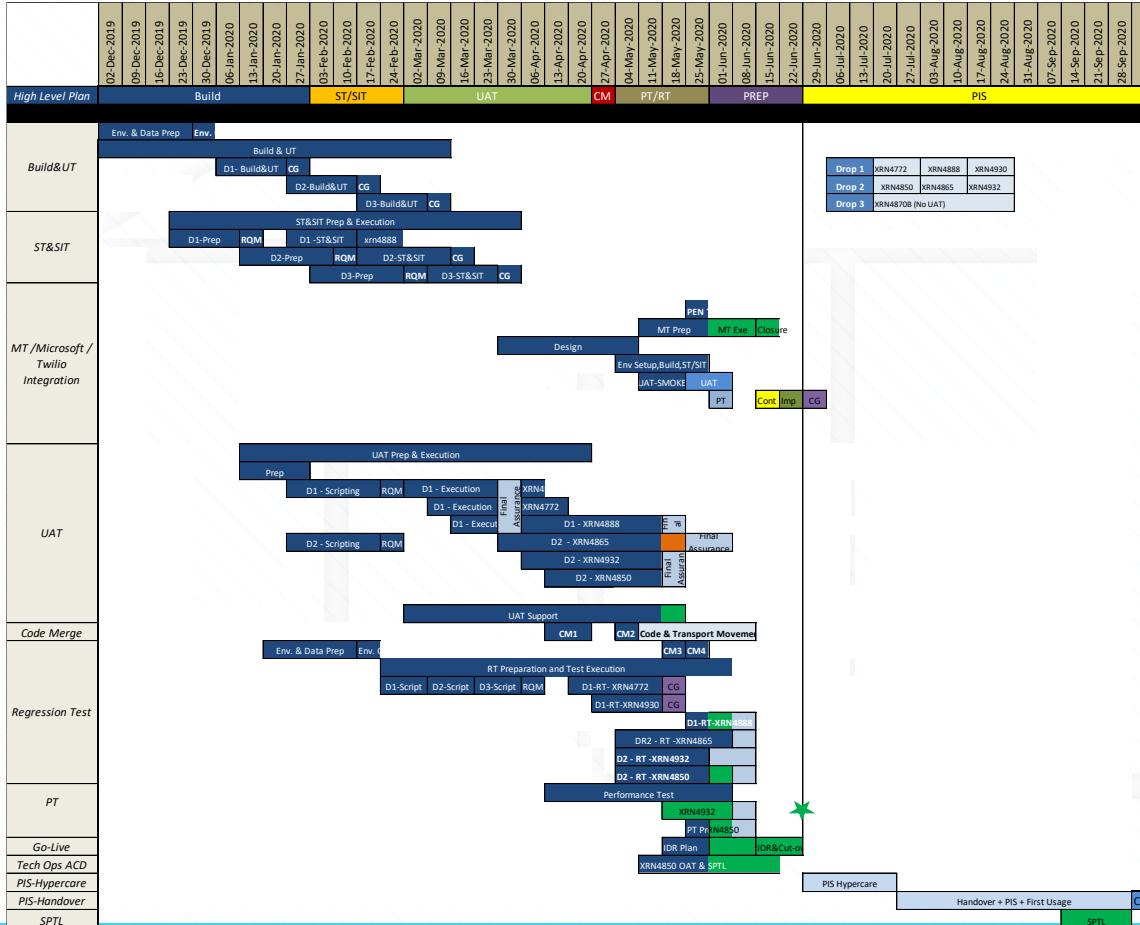 02-Dec-2019 09-Dec-2019 16-Dec-2019 23-Dec-2019 30-Dec-2019 06-Jan-2020 13-Jan-2020 20-Jan-2020 27-Jan-2020 03-Feb-2020 10-Feb-2020 17-Feb-2020 24-Feb-2020 02-Mar-2020 09-Mar-2020 16-Mar-2020 23-Mar-2020 30-Mar-2020 06-Apr-2020 13-Apr-2020 20-Apr-2020 27-Apr-2020 04-May-2020 11-May-2020 18-May-2020 25-May-2020 01-Jun-2020 08-Jun-2020 15-Jun-2020 22-Jun-2020 29-Jun-2020 06-Jul-2020 13-Jul-2020 20-Jul-2020 27-Jul-2020 03-Aug-2020 10-Aug-2020 17-Aug-2020 24-Aug-2020 31-Aug-2020 07-Sep-2020 14-Sep-2020 21-Sep-2020 28-Sep-2020
High Level Plan Build ST/SIT UAT CM PT/RT PREP PIS
Build&UT
Env. & Data Prep Env.
Build & UT
D1- Build&UT CG
D2-Build&UT CG
D3-Build&UT CG
Drop 1 XRN4772 XRN4888 XRN4930
Drop 2 XRN4850 XRN4865 XRN4932
Drop 3 XRN4870B (No UAT)
ST&SIT
ST&SIT Prep & Execution
D1-Prep RQM D1 -ST&SIT xrn4888
D2-Prep RQM D2-ST&SIT CG
D3-Prep RQM D3-ST&SIT CG
MT /Microsoft /
Twilio
Integration
PEN
MT Prep MT Exe Closure
Design
Env Setup,Build,ST/SIT
UAT-SMOKE UAT
PT Cont Imp CG
UAT
UAT Prep & Execution
Prep
D1 - Scripting RQM D1 - Execution Final Assurance XRN4
D1 - Execution XRN4772
D1 - Execut D1 - XRN4888 Fin al
D2 - Scripting RQM D2 - XRN4865 Final Assurance
D2 - XRN4932 Final Assuran
D2 - XRN4850
UAT Support
Code Merge CM1 CM2 Code & Transport Movemen
Regression Test
Env. & Data Prep Env. CM3 CM4
RT Preparation and Test Execution
D1-Script D2-Script D3-Script RQM D1-RT- XRN4772 CG
D1-RT-XRN4930 CG
D1-RT-XRN4888
DR2 - RT -XRN4865
D2 - RT -XRN4932
D2 - RT -XRN4850
PT
Performance Test
XRN4932
PT Pr RN4850
Go-Live IDR Plan IDR&Cut-ov
Tech Ops ACD XRN4850 OAT & SPTL
PIS-Hypercare PIS Hypercare
PIS-Handover Handover + PIS + First Usage C
SPTL SPTL